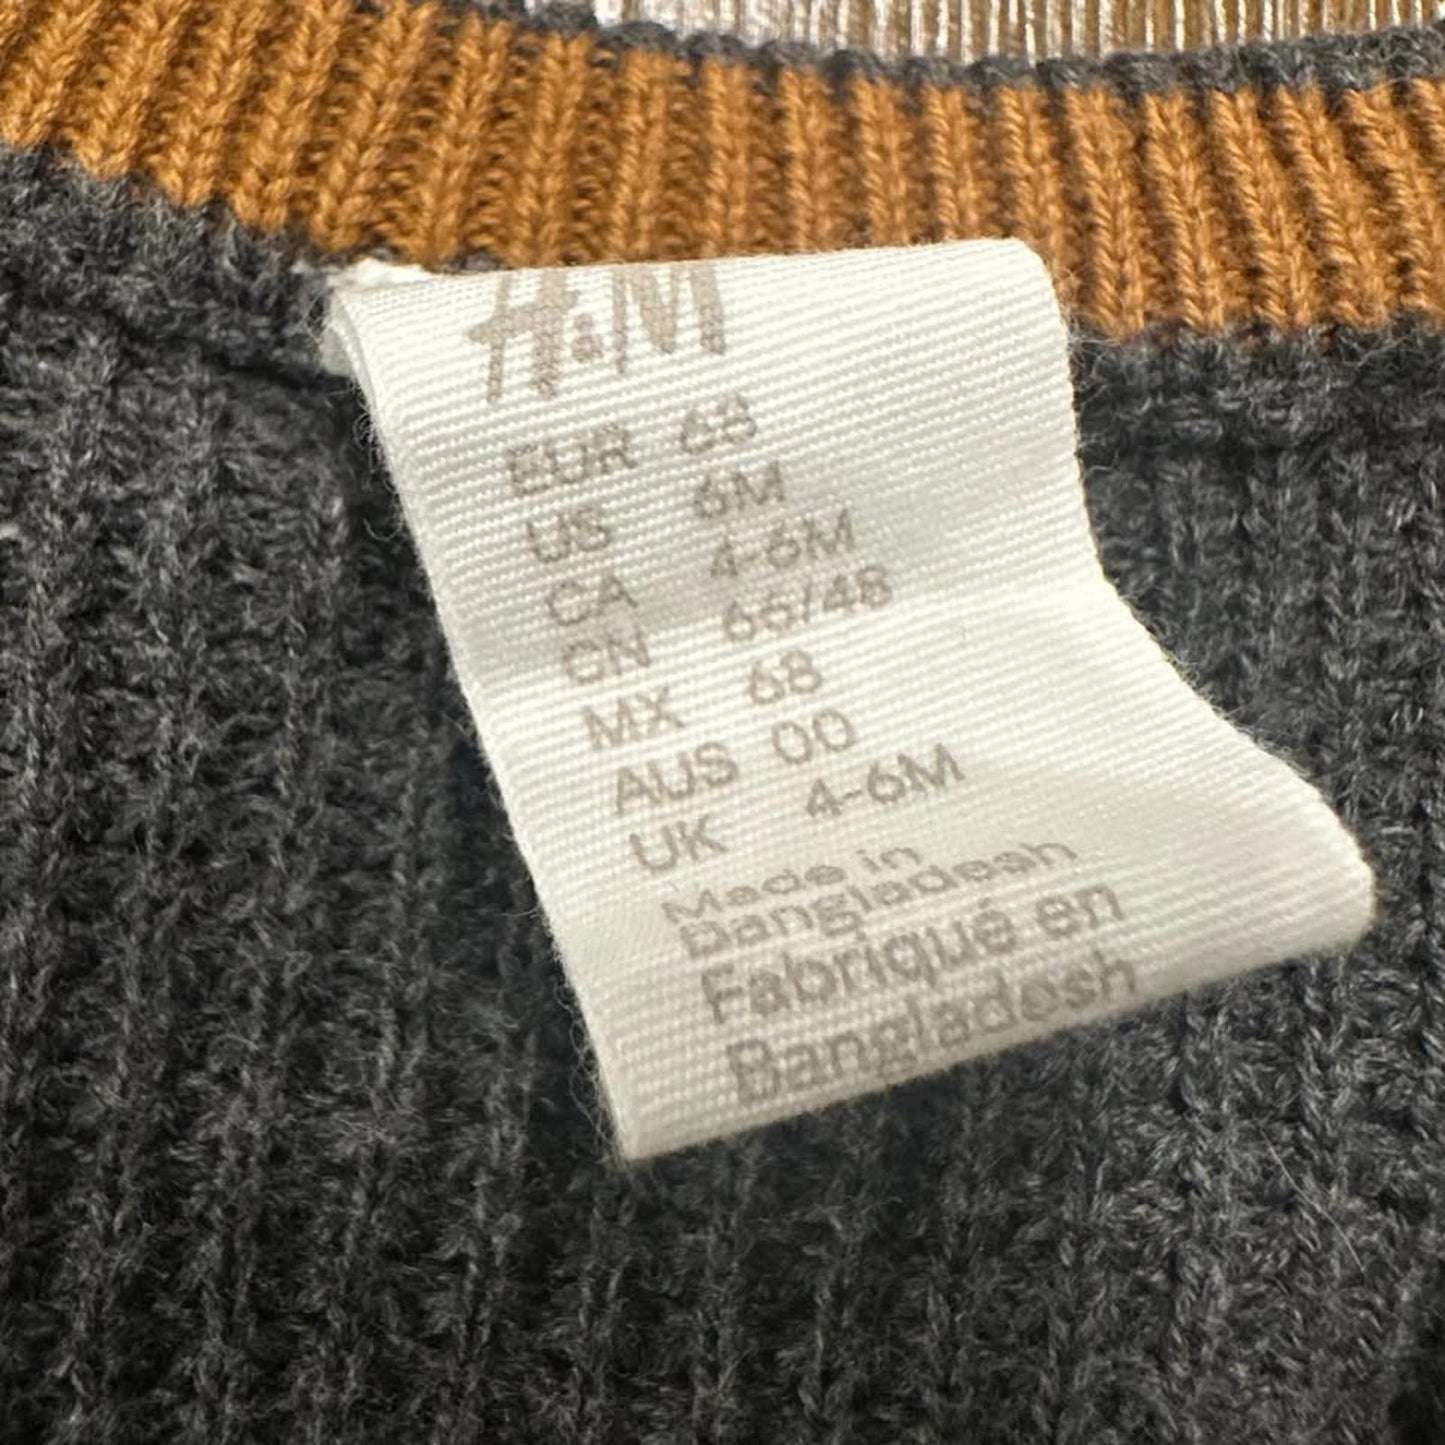 H&M
EUR 68
US 6M
CA 4-6M
CN 66/48
MX 68
AUS 00
UK 4-6M
Made in
Bangladesh
Fabriqué en
Bangladesh